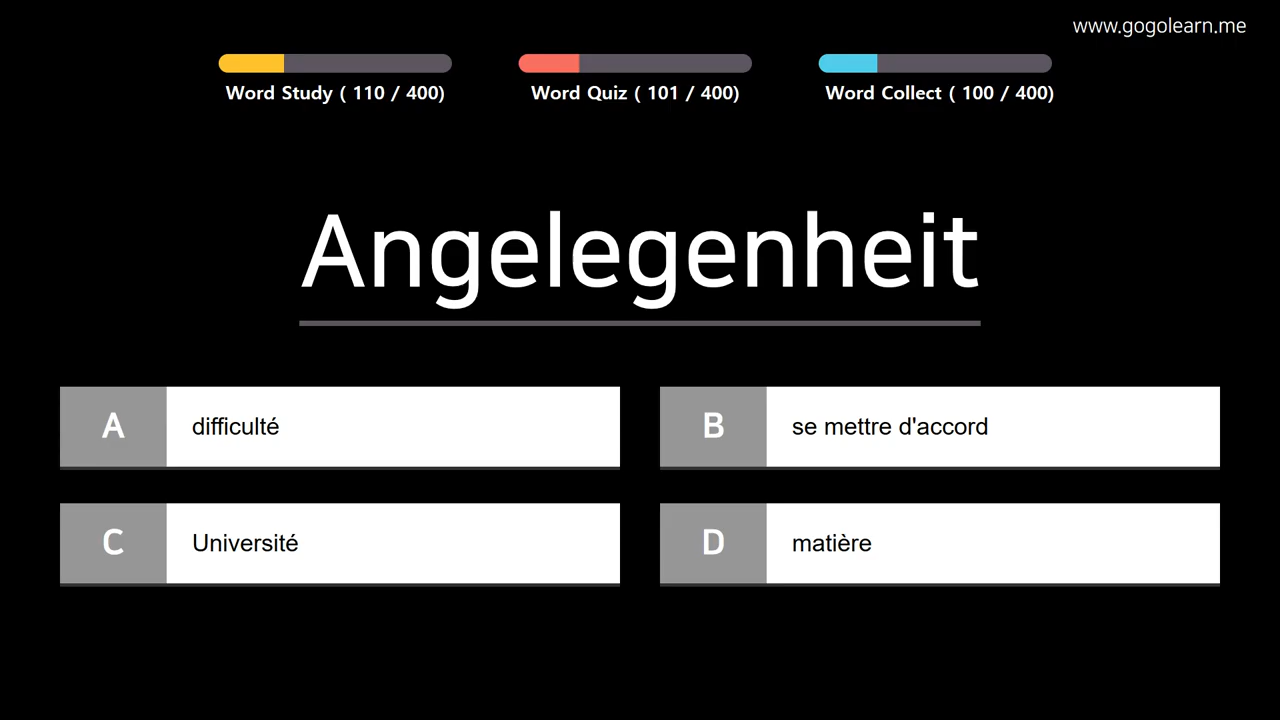 www.gogolearn.me
Word Study ( 110 / 400)
Word Quiz ( 101 / 400)
Word Collect ( 100 / 400)
Angelegenheit
A
difficulté
B
se mettre d'accord
C
Université
D
matière